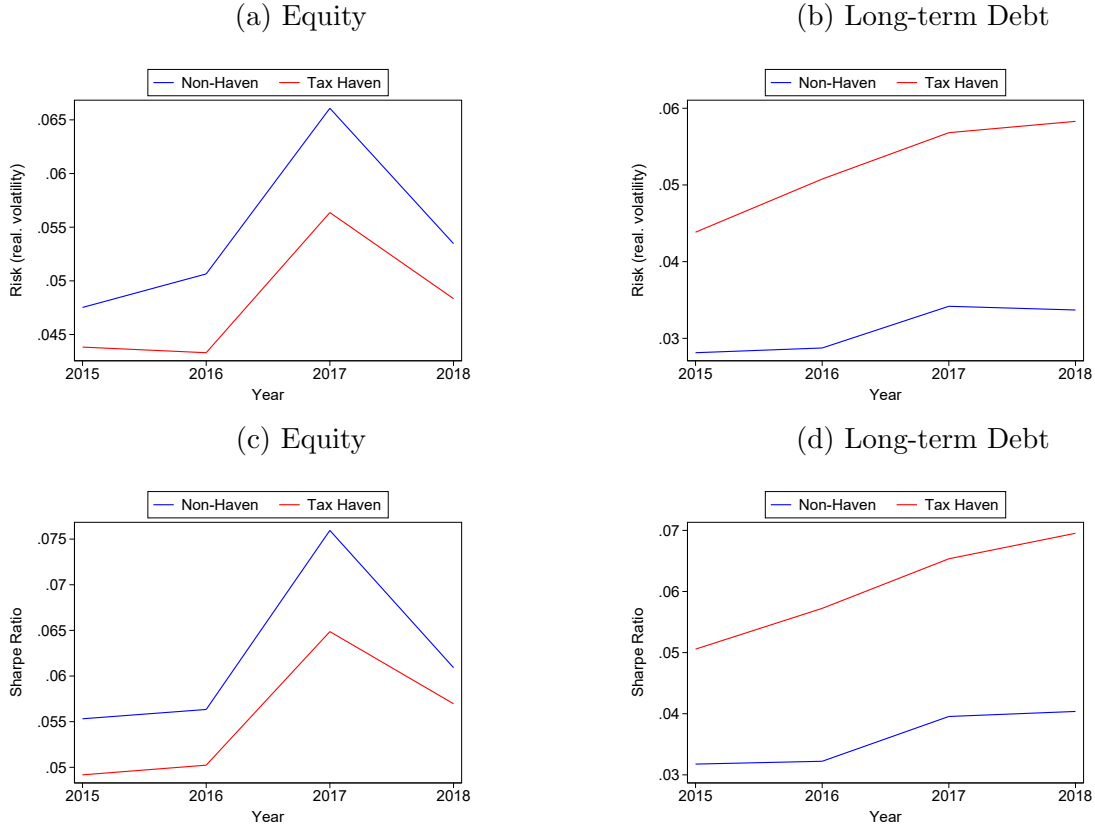 (a) Equity
Non-Haven Tax Haven
Risk (real. volatility)
.065
.06
.055
.05
.045
2015 2016 2017 2018
Year
(b) Long-term Debt
Non-Haven Tax Haven
Risk (real. volatility)
.06
.05
.04
.03
2015 2016 2017 2018
Year
(c) Equity
Non-Haven Tax Haven
Sharpe Ratio
.075
.07
.065
.06
.055
.05
2015 2016 2017 2018
Year
(d) Long-term Debt
Non-Haven Tax Haven
Sharpe Ratio
.07
.06
.05
.04
.03
2015 2016 2017 2018
Year